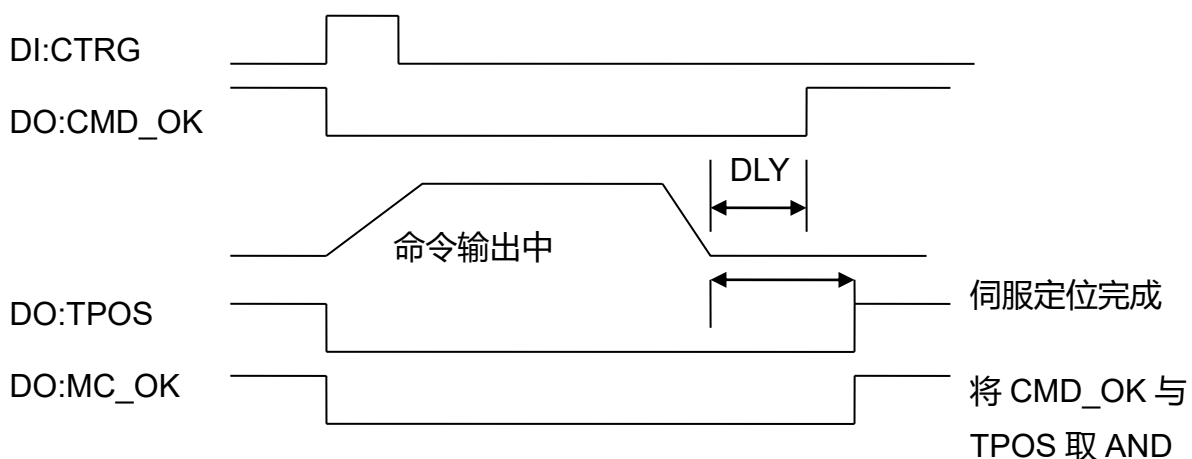 DI:CTRG
DO:CMD_OK
DLY
命令输出中
DO:TPOS
伺服定位完成
DO:MC_OK
将 CMD_OK 与
TPOS 取 AND